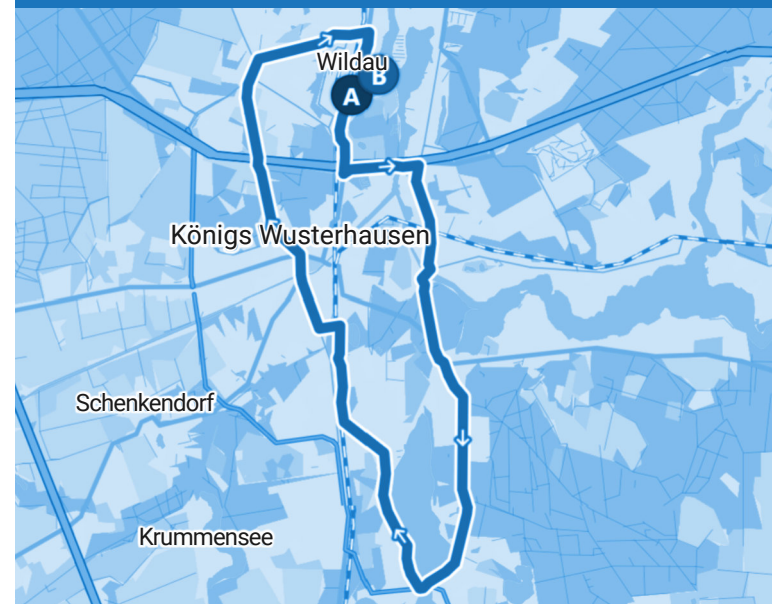 Wildau
B
A
Königs Wusterhausen
Schenkendorf
Krummensee